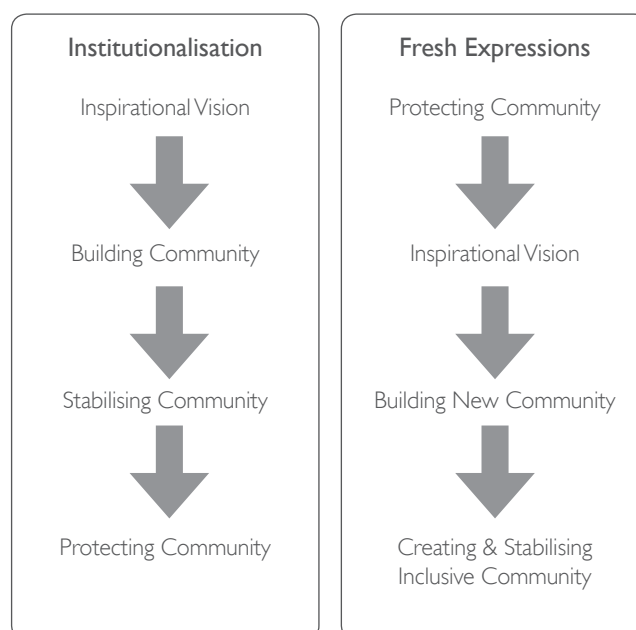 Institutionalisation
Inspirational Vision
Building Community
Stabilising Community
Protecting Community
Fresh Expressions
Protecting Community
Inspirational Vision
Building New Community
Creating & Stabilising
Inclusive Community